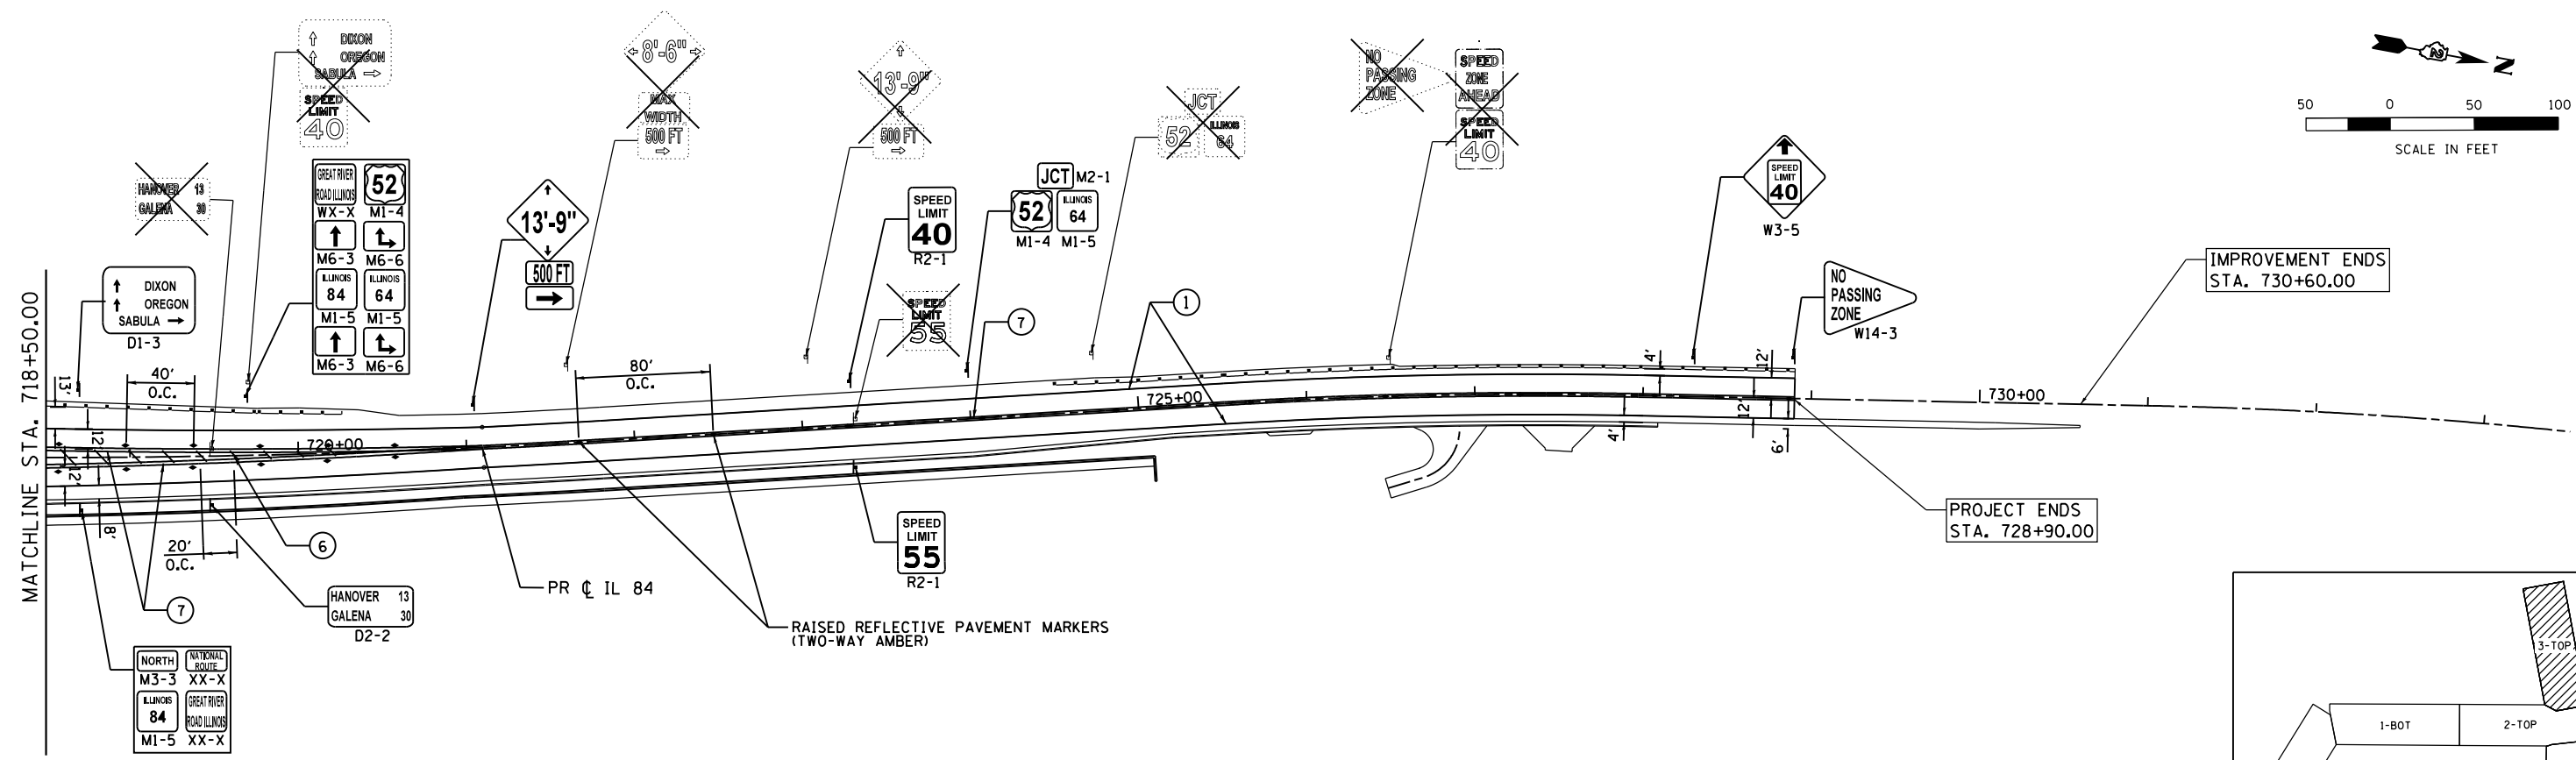 ↑ DIXON
↑ OREGON
SABULA →
SPEED
LIMIT
40
8'-6"
MAX
WIDTH
500 FT
→
13'-9"
500 FT
→
JCT
52
ILLINOIS
64
NO
PASSING
ZONE
SPEED
ZONE
AHEAD
SPEED
LIMIT
40
N
50 0 50 100
SCALE IN FEET
HANOVER 13
GALENA 30
GREAT RIVER
ROAD ILLINOIS
WX-X
52
M1-4
M6-3 M6-6
ILLINOIS
84
ILLINOIS
64
M1-5 M1-5
M6-3 M6-6
13'-9"
500 FT
→
SPEED
LIMIT
40
R2-1
JCT M2-1
52
ILLINOIS
64
M1-4 M1-5
SPEED
LIMIT
40
W3-5
NO
PASSING
ZONE
W14-3
IMPROVEMENT ENDS
STA. 730+60.00
↑ DIXON
↑ OREGON
SABULA →
D1-3
SPEED
LIMIT
55
7
1
MATCHLINE STA. 718+50.00
13'
40'
O.C.
80'
O.C.
4'
12'
720+00
725+00
730+00
12'
12'
8'
12'
4'
6'
20'
O.C.
6
7
PR ℄ IL 84
HANOVER 13
GALENA 30
D2-2
SPEED
LIMIT
55
R2-1
RAISED REFLECTIVE PAVEMENT MARKERS
(TWO-WAY AMBER)
PROJECT ENDS
STA. 728+90.00
NORTH
M3-3
NATIONAL
ROUTE
XX-X
ILLINOIS
84
M1-5
GREAT RIVER
ROAD ILLINOIS
XX-X
3-TOP
1-BOT
2-TOP